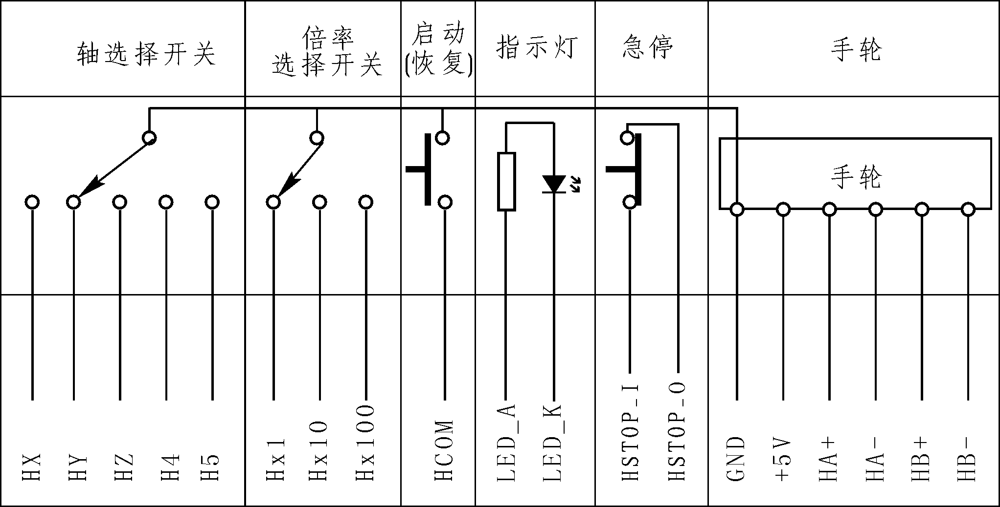 轴选择开关
倍率
选择开关
启动
(恢复)
指示灯
急停
手轮
手轮
HX
HY
HZ
H4
H5
Hx1
Hx10
Hx100
HCOM
LED_A
LED_K
HSTOP_I
HSTOP_O
GND
+5V
HA+
HA-
HB+
HB-